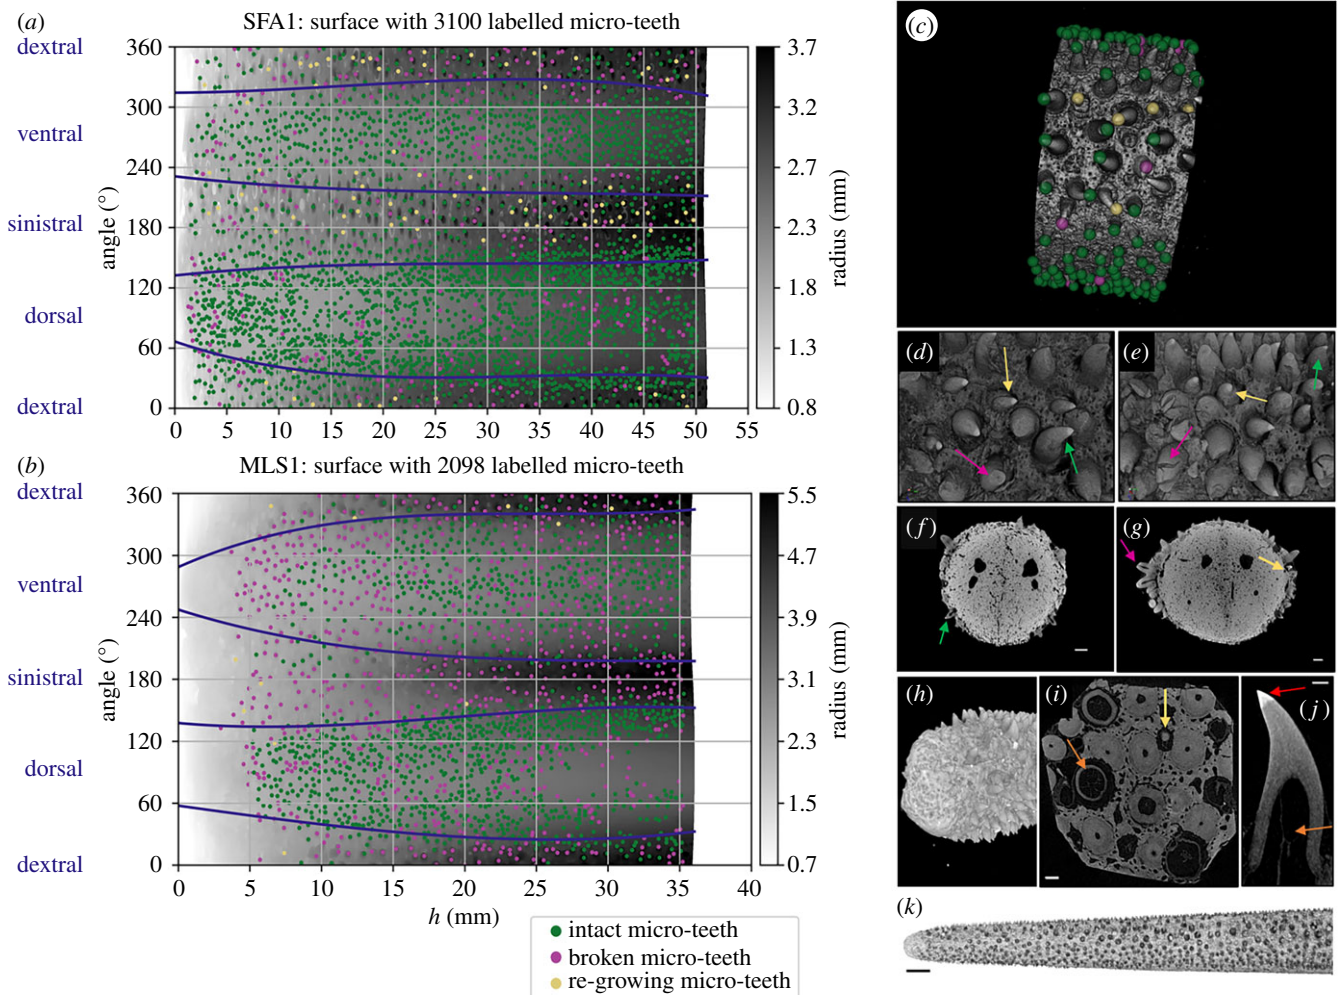 (a)
SFA1: surface with 3100 labelled micro-teeth
dextral
ventral
sinistral
dorsal
dextral
angle (°)
360
300
240
180
120
60
0
0 5 10 15 20 25 30 35 40 45 50 55
3.7
3.2
2.7
2.3
1.8
1.3
0.8
radius (mm)
(b)
MLS1: surface with 2098 labelled micro-teeth
dextral
ventral
sinistral
dorsal
dextral
angle (°)
360
300
240
180
120
60
0
0 5 10 15 20 25 30 35 40
h (mm)
5.5
4.7
3.9
3.1
2.3
1.5
0.7
radius (mm)
intact micro-teeth
broken micro-teeth
re-growing micro-teeth
(c)
(d)
(e)
(f)
(g)
(h)
(i)
(j)
(k)